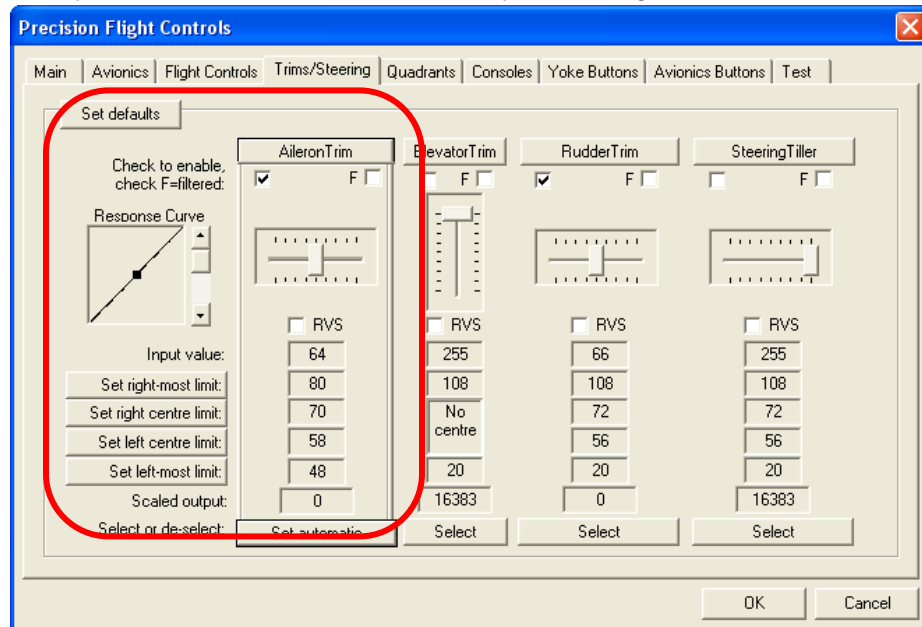 Precision Flight Controls
Main Avionics Flight Controls Trims/Steering Quadrants Consoles Yoke Buttons Avionics Buttons Test
Set defaults
AileronTrim ElevatorTrim RudderTrim SteeringTiller
Check to enable,
check F=filtered:
F F F F
Response Curve
RVS RVS RVS RVS
Input value: 64 255 66 255
Set right-most limit: 80 108 108 108
Set right centre limit: 70 No centre 72 72
Set left centre limit: 58 56 56
Set left-most limit: 48 20 20 20
Scaled output: 0 16383 0 16383
Select or de-select: Set automatic Select Select Select
OK Cancel